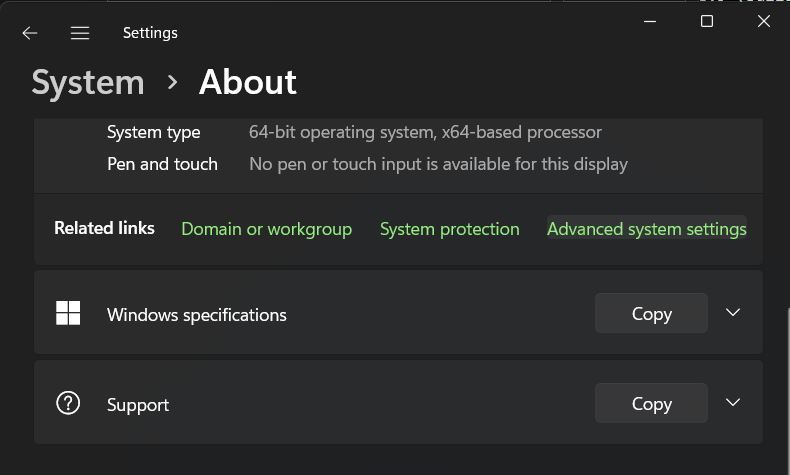 Settings
System > About
System type 64-bit operating system, x64-based processor
Pen and touch No pen or touch input is available for this display
Related links Domain or workgroup System protection Advanced system settings
Windows specifications Copy
Support Copy